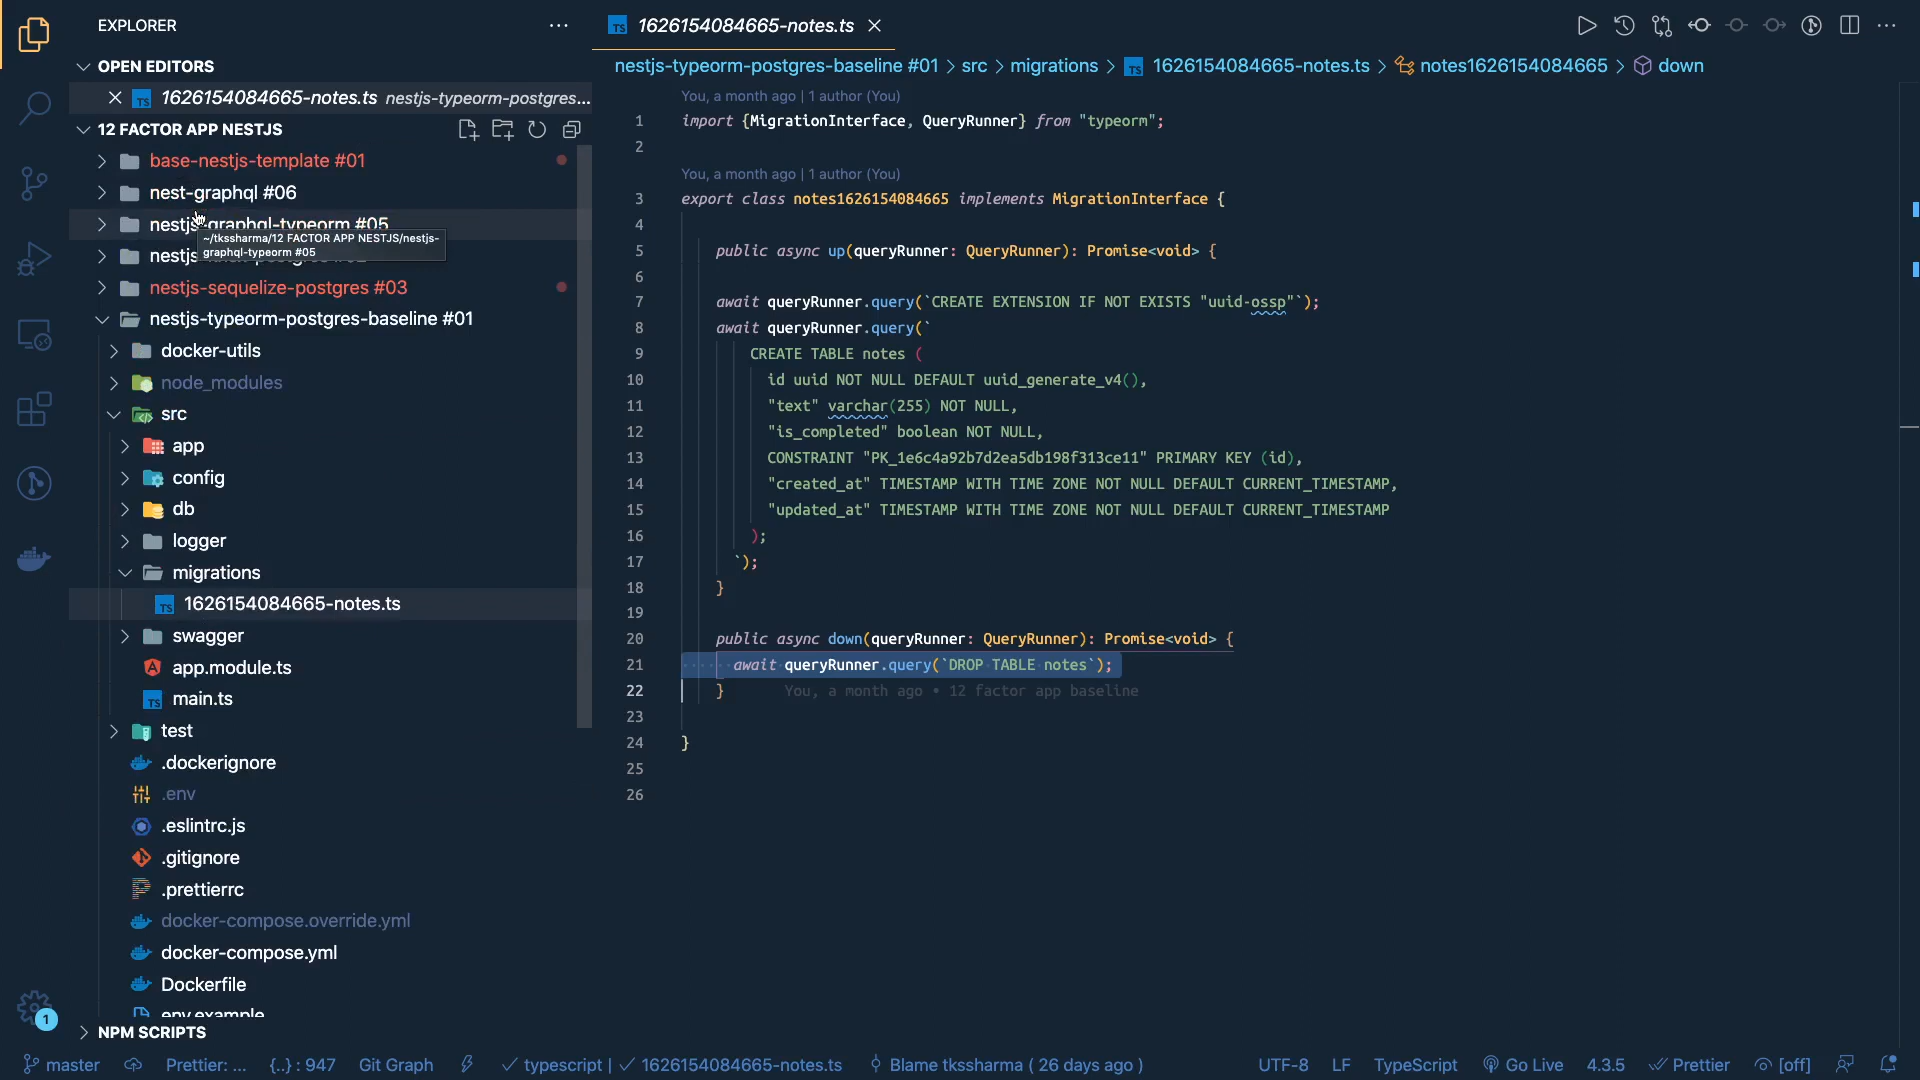 EXPLORER
OPEN EDITORS
1626154084665-notes.ts nestjs-typeorm-postgres...
12 FACTOR APP NESTJS
base-nestjs-template #01
nest-graphql #06
nestjs-graphql-typeorm #05
~/tkssharma/12 FACTOR APP NESTJS/nestjs-
graphql-typeorm #05
nestjs-sequelize-postgres #03
nestjs-typeorm-postgres-baseline #01
docker-utils
node_modules
src
app
config
db
logger
migrations
1626154084665-notes.ts
swagger
app.module.ts
main.ts
test
.dockerignore
.env
.eslintrc.js
.gitignore
.prettierrc
docker-compose.override.yml
docker-compose.yml
Dockerfile
env.example
NPM SCRIPTS
1
TS 1626154084665-notes.ts
nestjs-typeorm-postgres-baseline #01 > src > migrations > TS 1626154084665-notes.ts > notes1626154084665 > down
You, a month ago | 1 author (You)
1 import {MigrationInterface, QueryRunner} from "typeorm";
2
You, a month ago | 1 author (You)
3 export class notes1626154084665 implements MigrationInterface {
4
5 public async up(queryRunner: QueryRunner): Promise<void> {
6
7 await queryRunner.query(`CREATE EXTENSION IF NOT EXISTS "uuid-ossp"`);
8 await queryRunner.query(`
9 CREATE TABLE notes (
10 id uuid NOT NULL DEFAULT uuid_generate_v4(),
11 "text" varchar(255) NOT NULL,
12 "is_completed" boolean NOT NULL,
13 CONSTRAINT "PK_1e6c4a92b7d2ea5db198f313ce11" PRIMARY KEY (id),
14 "created_at" TIMESTAMP WITH TIME ZONE NOT NULL DEFAULT CURRENT_TIMESTAMP,
15 "updated_at" TIMESTAMP WITH TIME ZONE NOT NULL DEFAULT CURRENT_TIMESTAMP
16 );
17 `);
18 }
19
20 public async down(queryRunner: QueryRunner): Promise<void> {
21 await queryRunner.query(`DROP TABLE notes`);
22 } You, a month ago • 12 factor app baseline
23
24 }
25
26
master Prettier: ... {..} : 947 Git Graph typescript | 1626154084665-notes.ts Blame tkssharma ( 26 days ago ) UTF-8 LF TypeScript Go Live 4.3.5 Prettier [off]